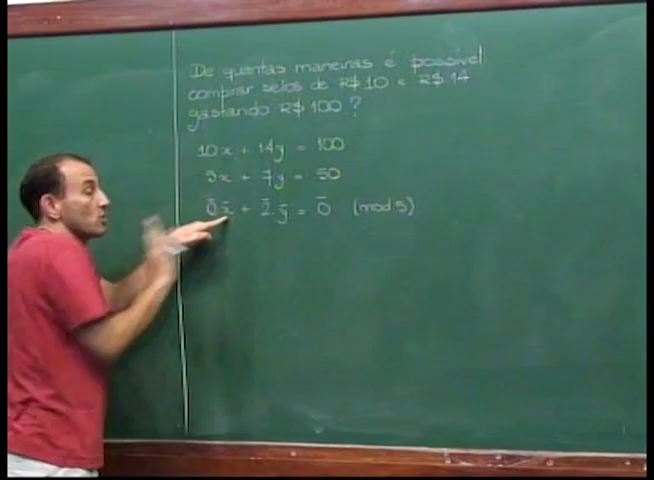 De quantas maneiras é possível
comprar selos de R$10 e R$14
gastando R$100 ?
10x + 14y = 100
5x + 7y = 50
0̄x̄ + 2̄ȳ = 0̄ (mod 5)